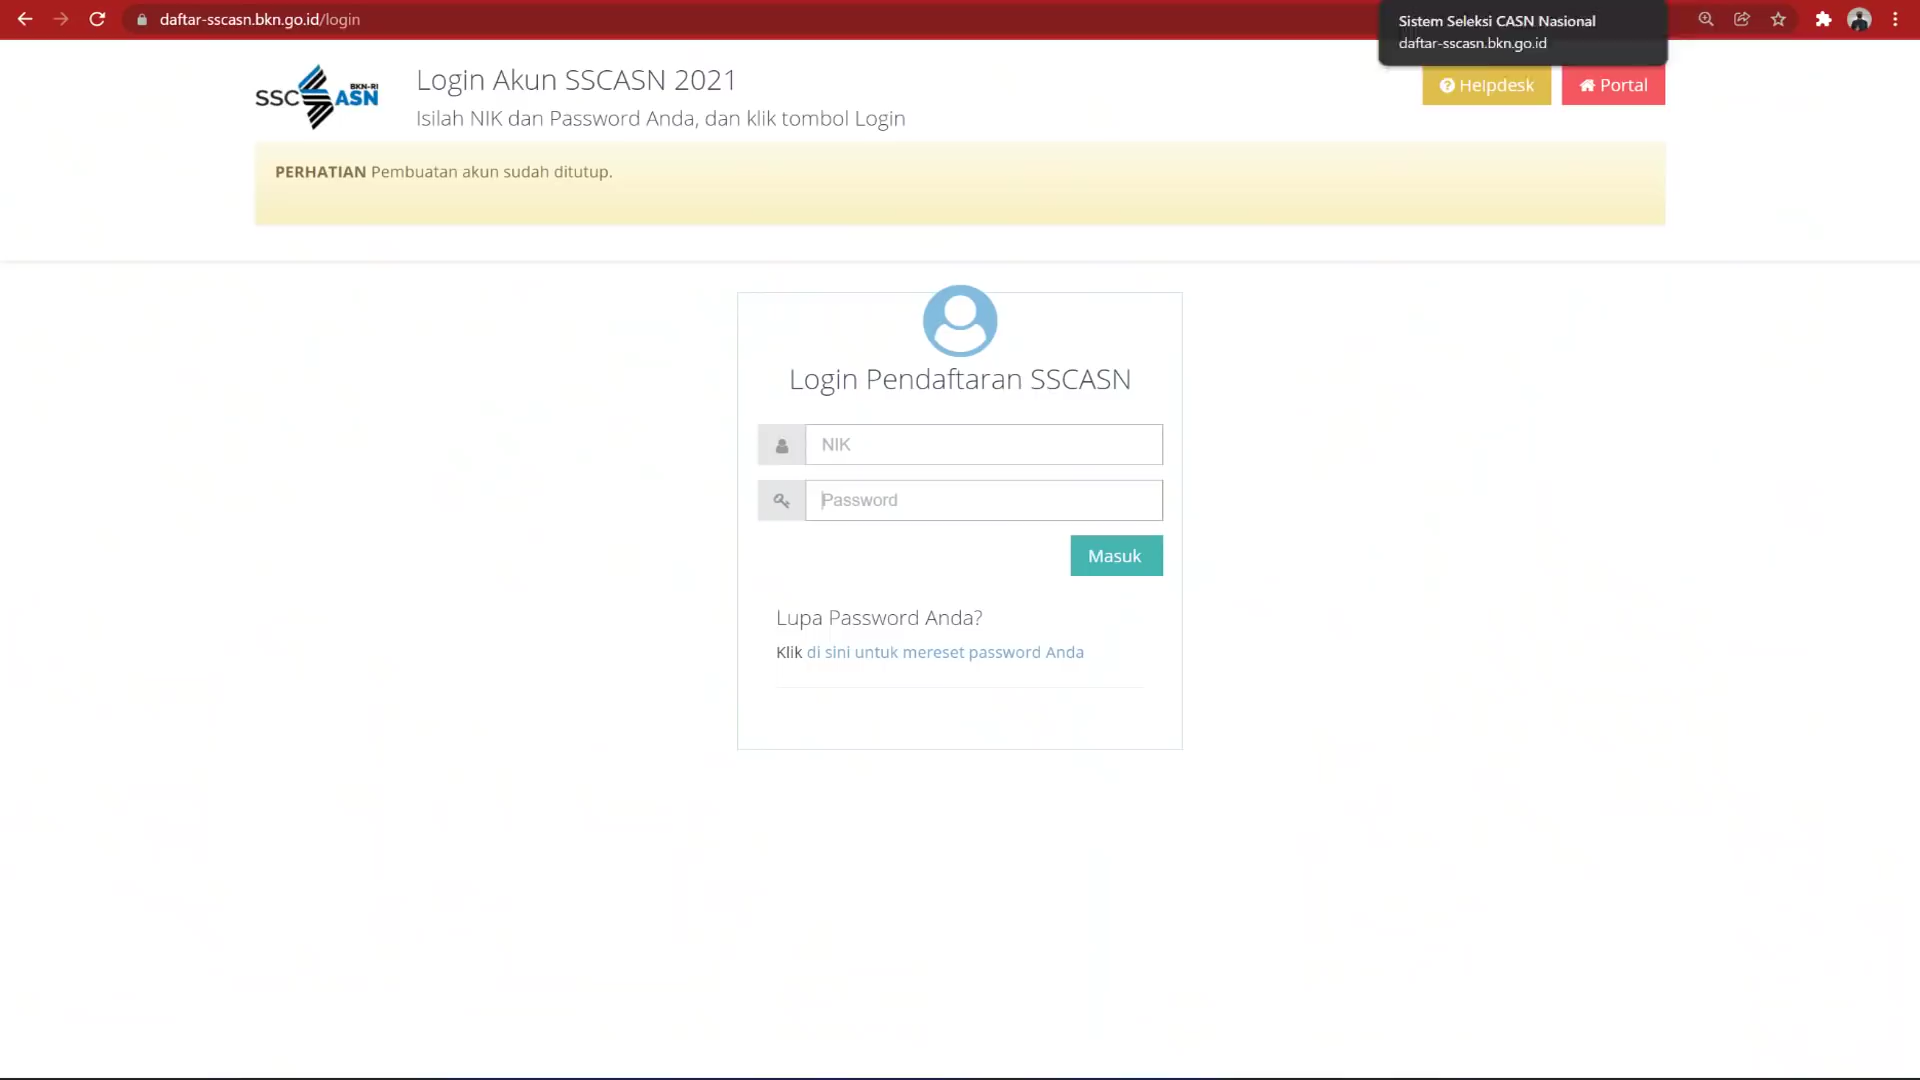 daftar-sscasn.bkn.go.id/login
Sistem Seleksi CASN Nasional
daftar-sscasn.bkn.go.id
SSC ASN BKN-RI
Login Akun SSCASN 2021
Isilah NIK dan Password Anda, dan klik tombol Login
Helpdesk
Portal
PERHATIAN Pembuatan akun sudah ditutup.
Login Pendaftaran SSCASN
NIK
Password
Masuk
Lupa Password Anda?
Klik di sini untuk mereset password Anda